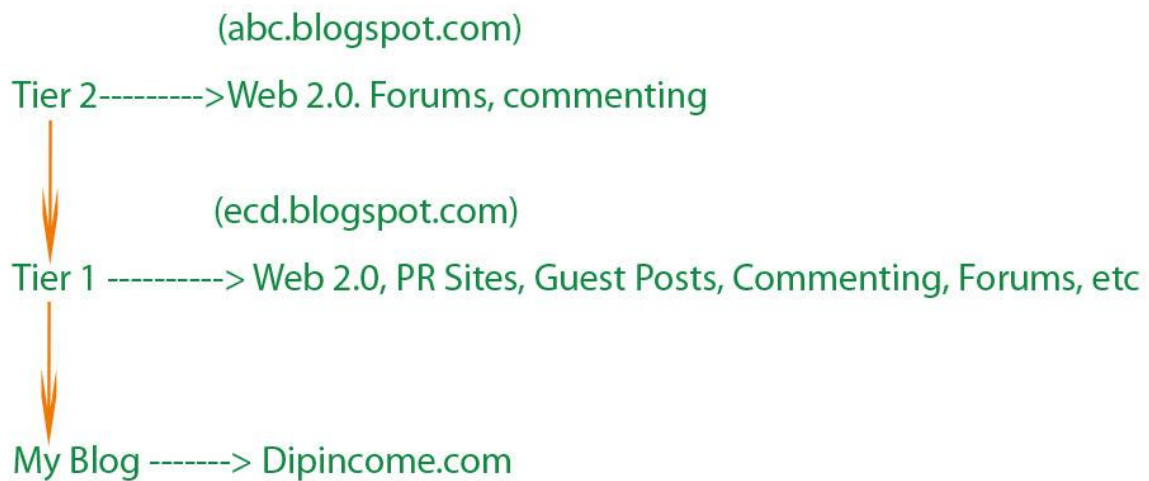 (abc.blogspot.com)
Tier 2--------->Web 2.0. Forums, commenting
(ecd.blogspot.com)
Tier 1 ----------> Web 2.0, PR Sites, Guest Posts, Commenting, Forums, etc
My Blog -------> Dipincome.com